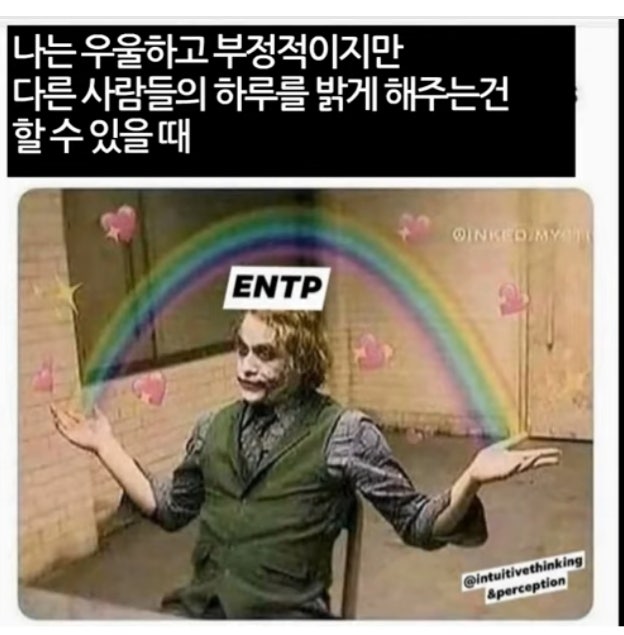 나는 우울하고 부정적이지만
다른 사람들의 하루를 밝게 해주는건
할 수 있을 때
ENTP
@intuitivethinking
&perception